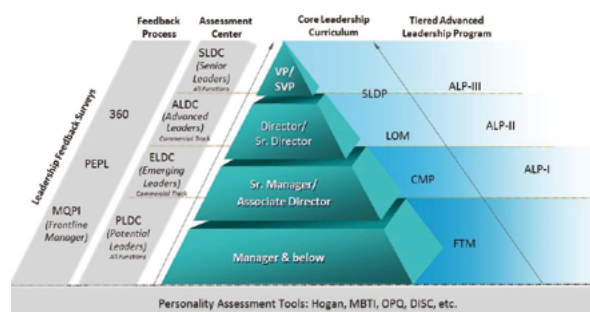 Feedback
Process
Assessment
Center
Core Leadership
Curriculum
Tiered Advanced
Leadership Program
Leadership Feedback Surveys
360
PEPL
MQPI
(Frontline
Manager)
SLDC
(Senior
Leaders)
All Functions
ALDC
(Advanced
Leaders)
Commercial Track
ELDC
(Emerging
Leaders)
Commercial Track
PLDC
(Potential
Leaders)
All Functions
VP/
SVP
Director/
Sr. Director
Sr. Manager/
Associate Director
Manager & below
SLDP
LOM
CMP
FTM
ALP-III
ALP-II
ALP-I
Personality Assessment Tools: Hogan, MBTI, OPQ, DISC, etc.